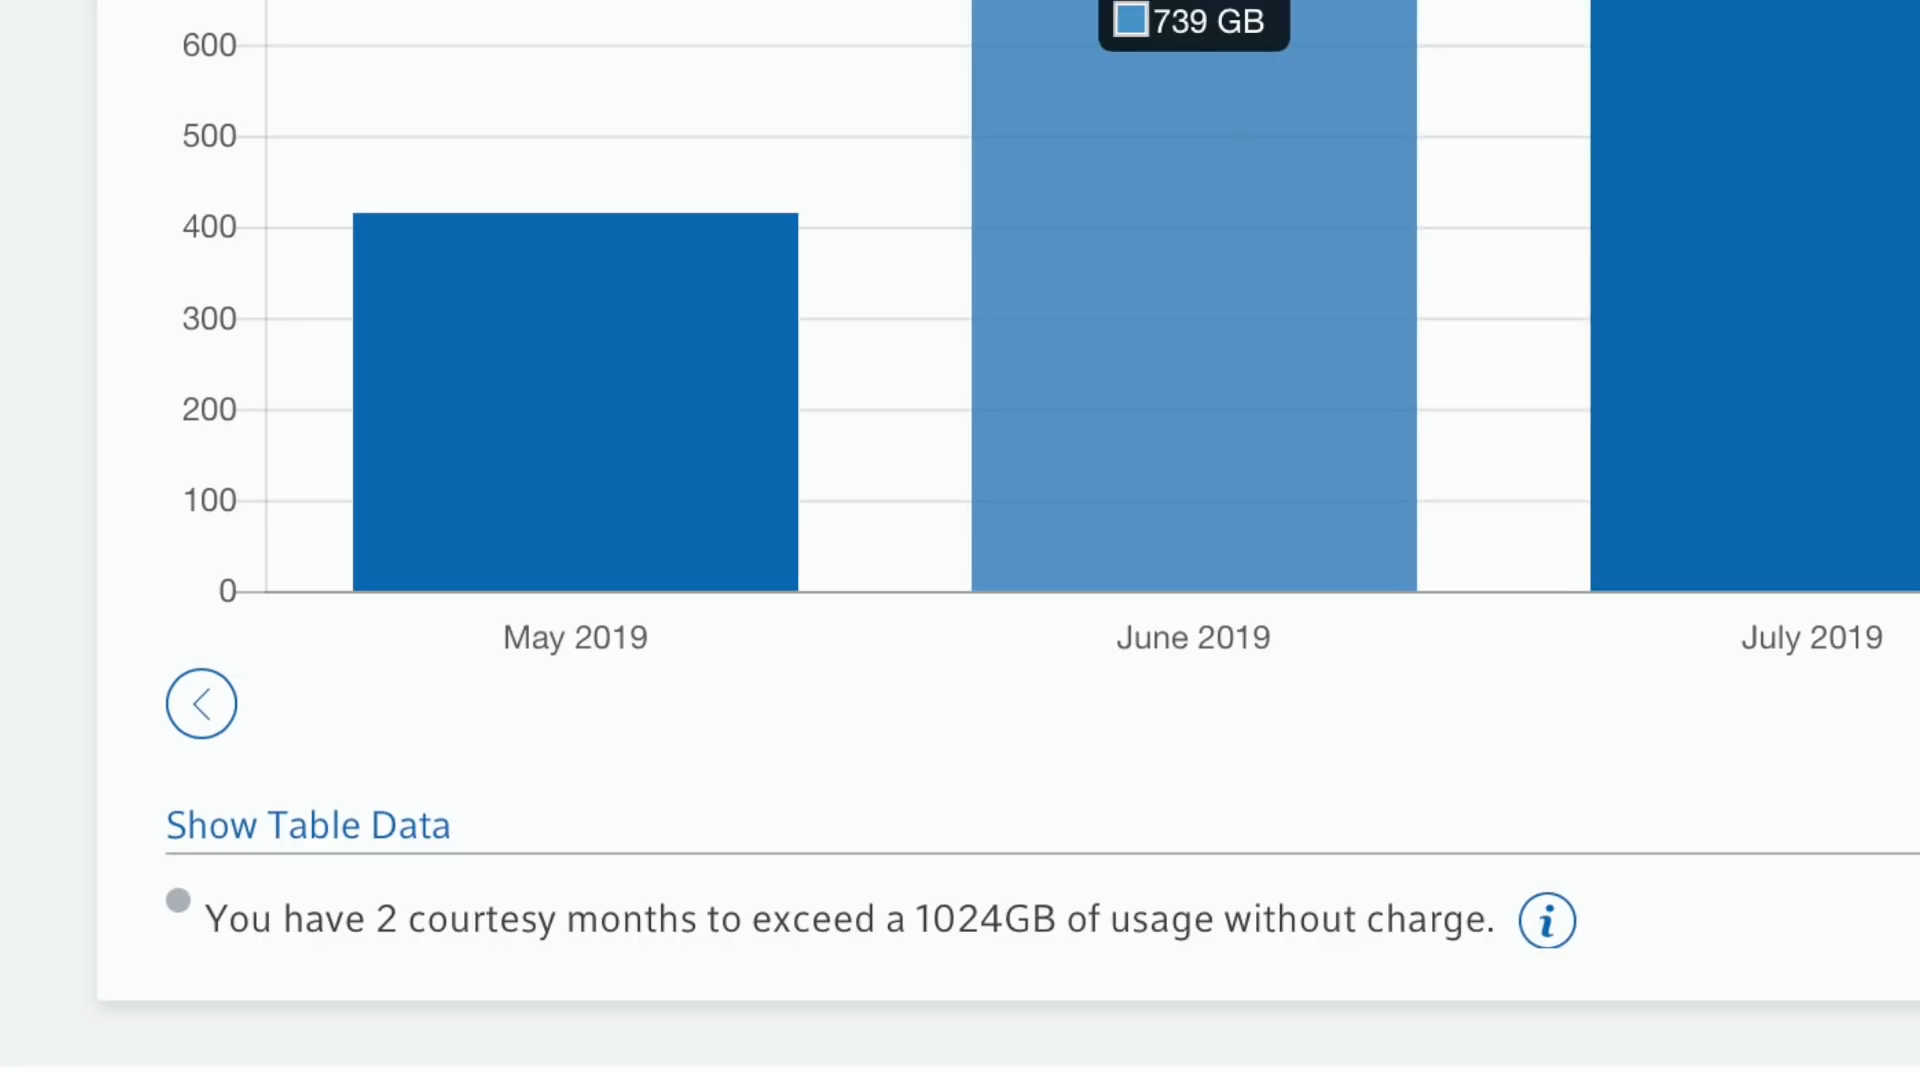 739 GB
600
500
400
300
200
100
0
May 2019 June 2019 July 2019
Show Table Data
You have 2 courtesy months to exceed a 1024GB of usage without charge. i